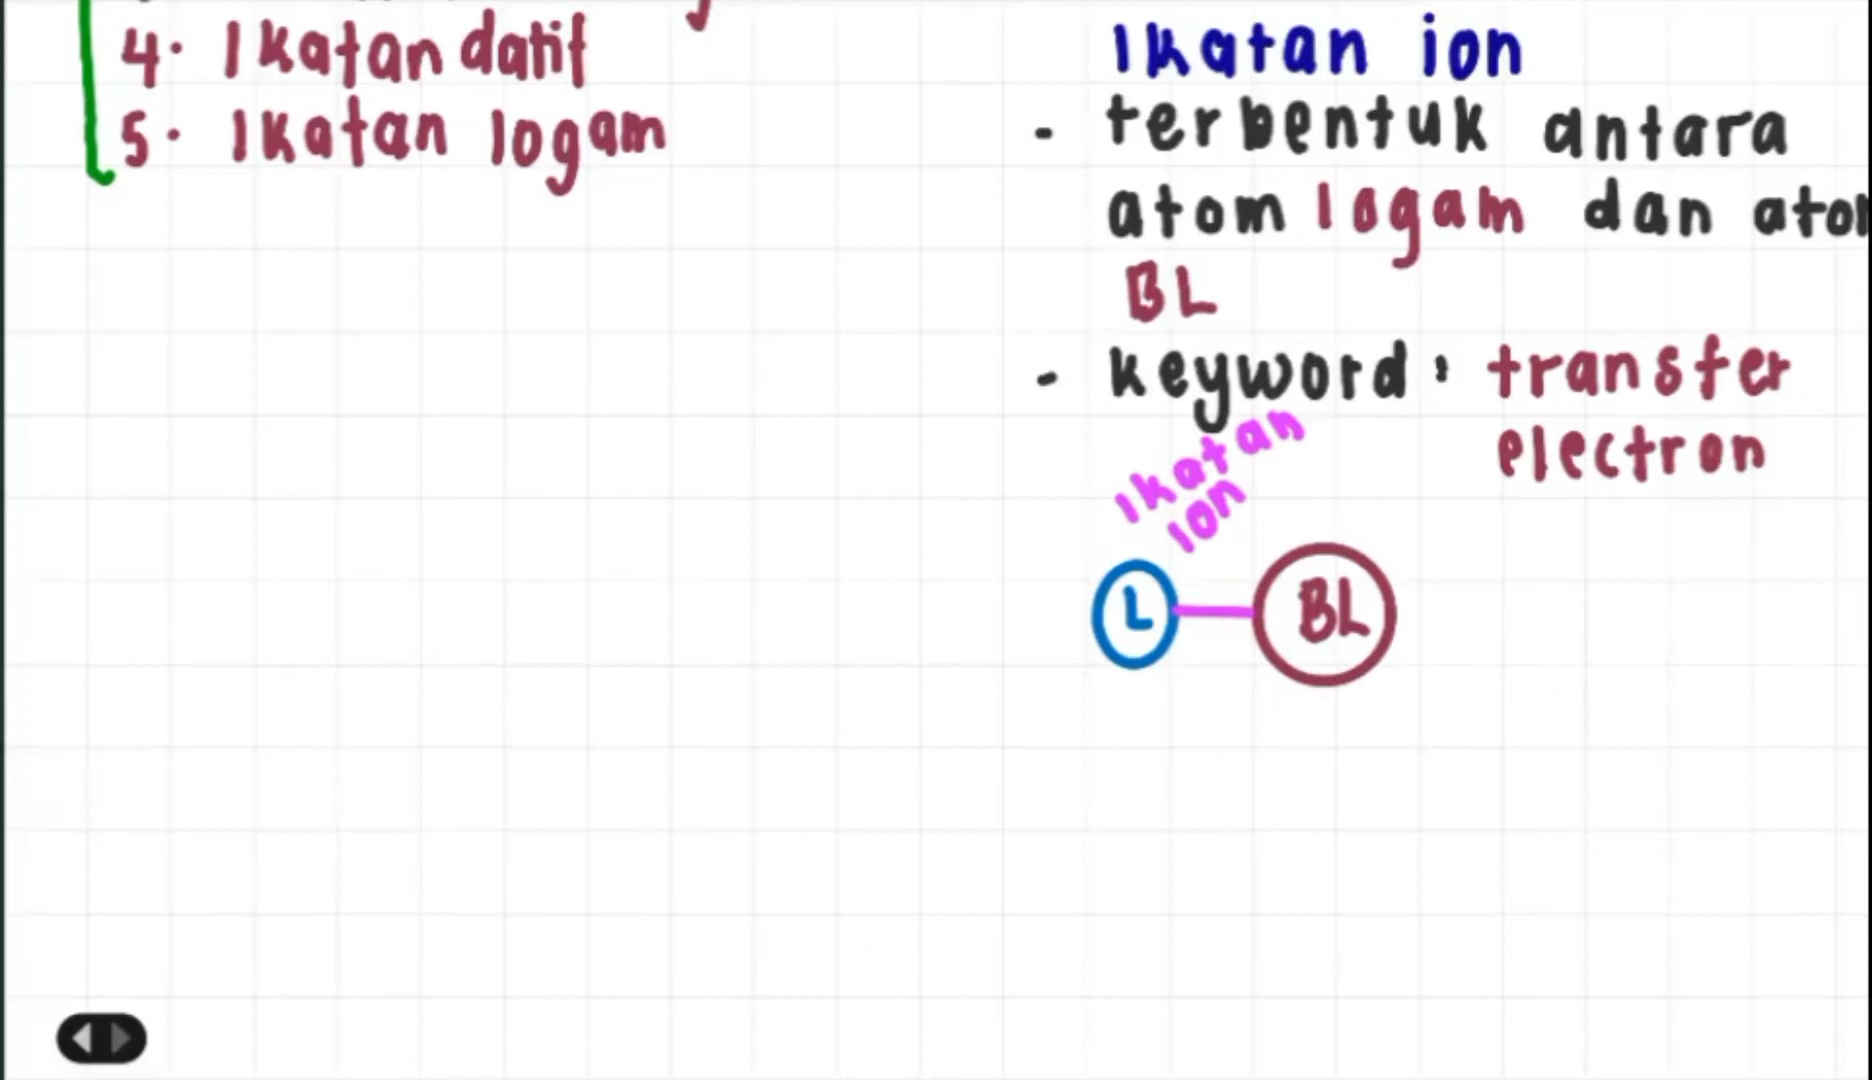 4. Ikatan datif
5. Ikatan logam
Ikatan ion
- terbentuk antara
atom logam dan
BL
- keyword: transfer
electron
Ikatan
ion
L
BL